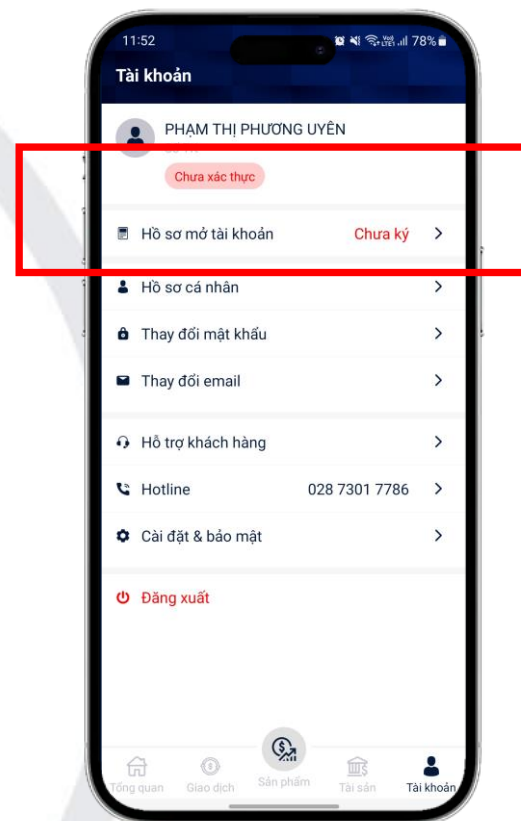 11:52 78%
Tài khoản
PHẠM THỊ PHƯƠNG UYÊN
Chưa xác thực
Hồ sơ mở tài khoản Chưa ký
Hồ sơ cá nhân
Thay đổi mật khẩu
Thay đổi email
Hỗ trợ khách hàng
Hotline 028 7301 7786
Cài đặt & bảo mật
Đăng xuất
Tổng quan Giao dịch Sản phẩm Tài sản Tài khoản